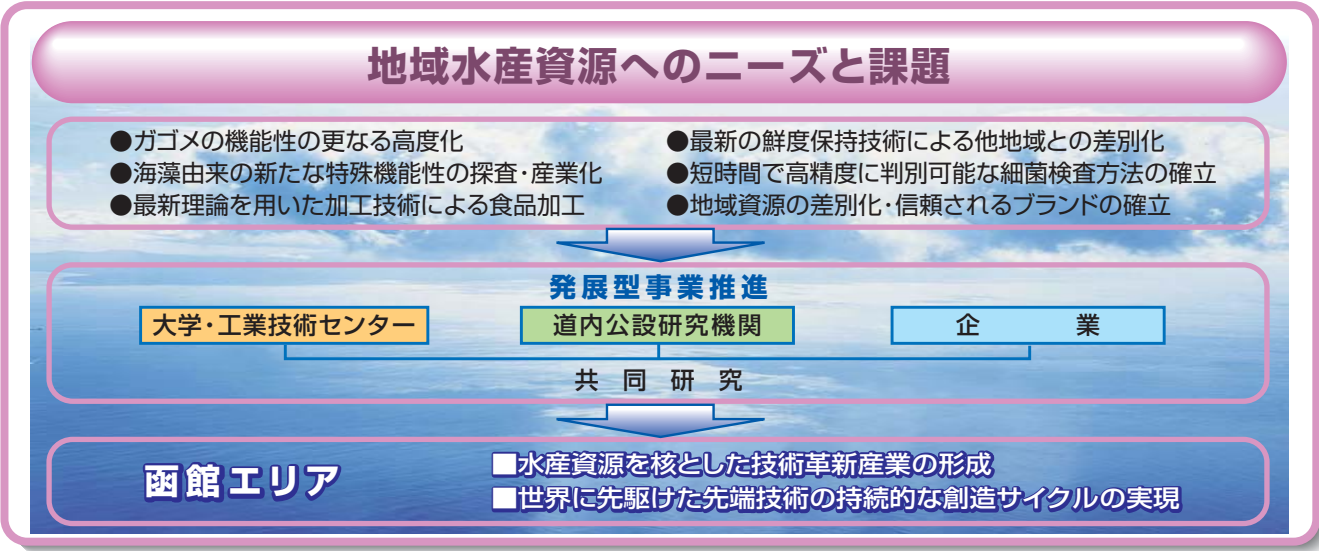 地域水産資源へのニーズと課題
●ガゴメの機能性の更なる高度化
●海藻由来の新たな特殊機能性の探査・産業化
●最新理論を用いた加工技術による食品加工
●最新の鮮度保持技術による他地域との差別化
●短時間で高精度に判別可能な細菌検査方法の確立
●地域資源の差別化・信頼されるブランドの確立
発展型事業推進
大学・工業技術センター
道内公設研究機関
企業
共同研究
函館エリア
■水産資源を核とした技術革新産業の形成
■世界に先駆けた先端技術の持続的な創造サイクルの実現